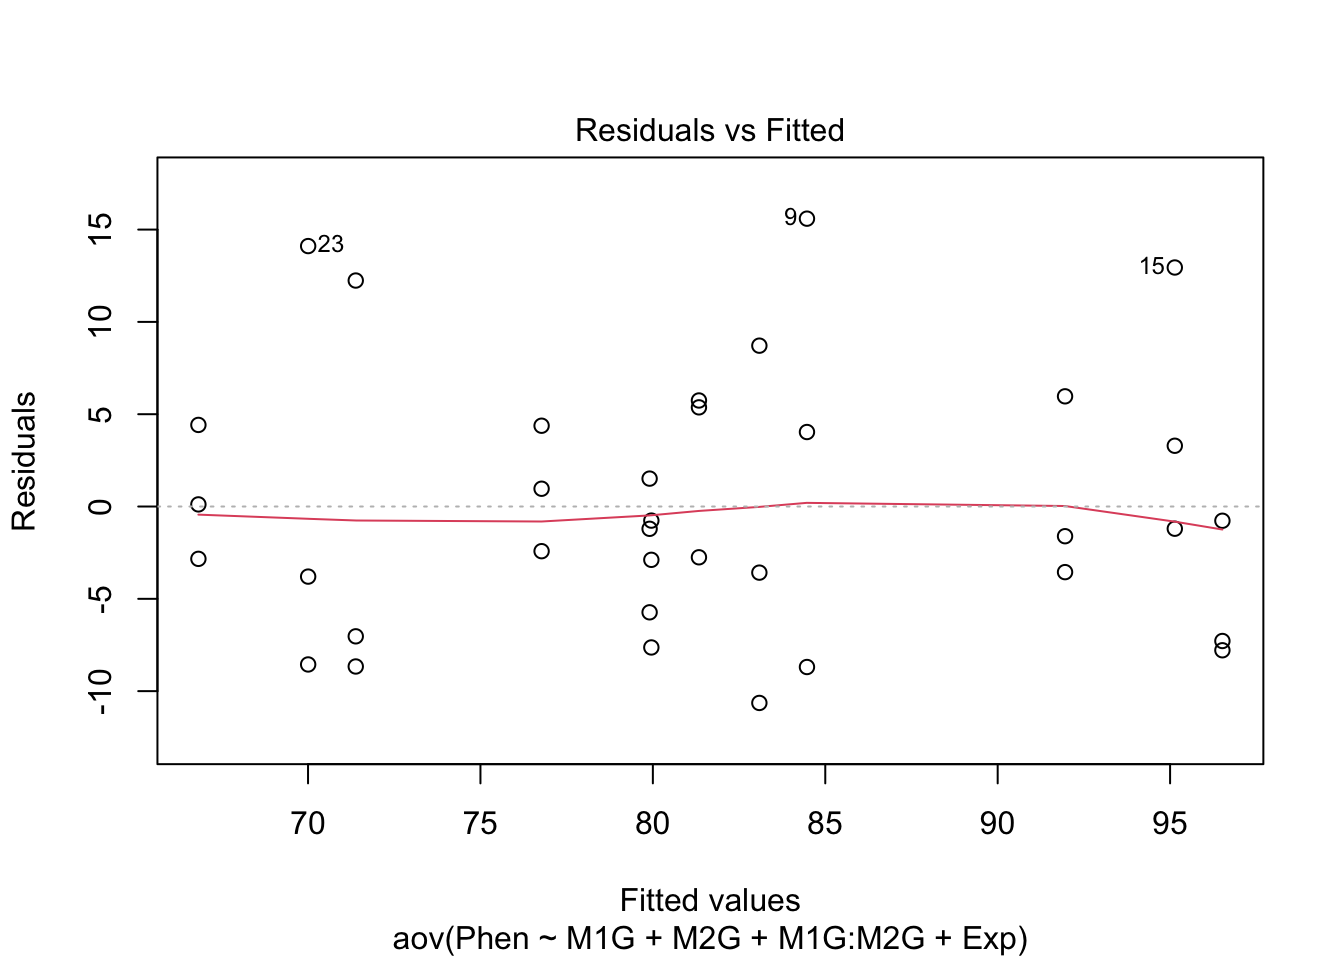 Residuals vs Fitted
15
10
5
0
-5
-10
Residuals
23
9
15
70 75 80 85 90 95
Fitted values
aov(Phen ~ M1G + M2G + M1G:M2G + Exp)